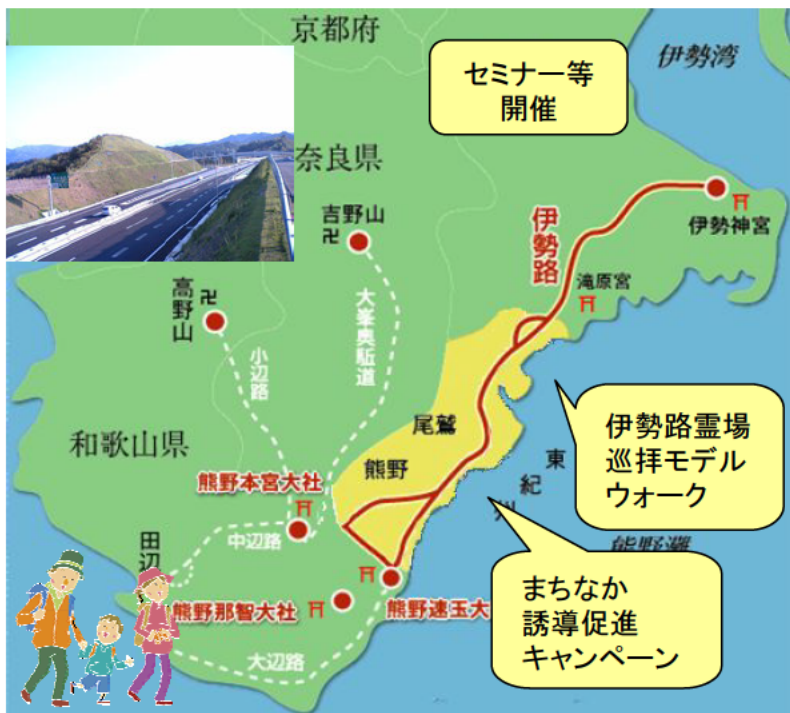 京都府
セミナー等
開催
伊勢湾
奈良県
吉野山
伊勢神宮
伊勢路
滝原宮
高野山
大峯奥駈道
小辺路
尾鷲
和歌山県
熊野
熊野本宮大社
伊勢路霊場
巡拝モデル
ウォーク
東紀州
熊野灘
中辺路
田辺
まちなか
誘導促進
キャンペーン
熊野那智大社
熊野速玉大
大辺路